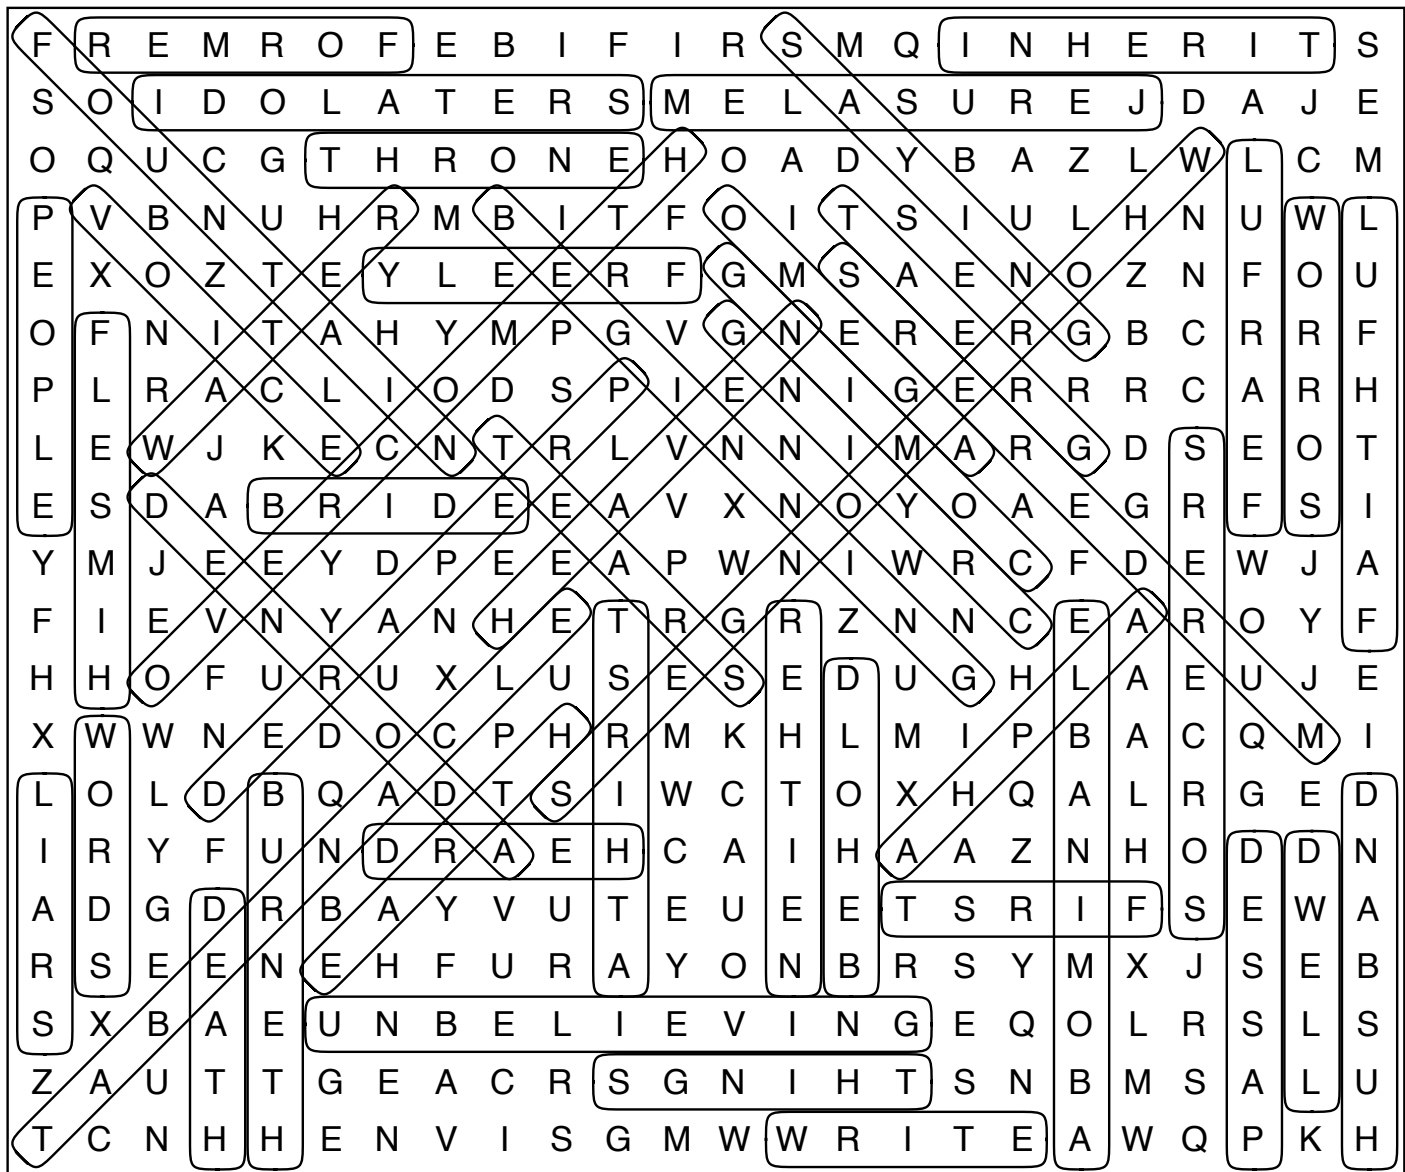 F R E M R O F E B I F I R S M Q I N H E R I T S
S O I D O L A T E R S M E L A S U R E J D A J E
O Q U C G T H R O N E H O A D Y B A Z L W L C M
P V B N U H R M B I T F O I T S I U L H N U W L
E X O Z T E Y L E E R F G M S A E N O Z N F O U
O F N I T A H Y M P G V G N E R E R G B C R R F
P L R A C L I O D S P I E N I G E R R R C A R H
L E W J K E C N T R L V N N I M A R G D S E O T
E S D A B R I D E E A V X N O Y O A E G R F S I
Y M J E E Y D P E E A P W N I W R C F D E W J A
F I E V N Y A N H E T R G R Z N N C E A R O Y F
H H O F U R U X L U S E S E D U G H L A E U J E
X W W N E D O C P H R M K H L M I P B A C Q M I
L O L D B Q A D T S I W C T O X H Q A L R G E D
I R Y F U N D R A E H C A I H A A Z N H O D D N
A D G D R B A Y V U T E U E E T S R I F S E W A
R S E E N E H F U R A Y O N B R S Y M X J S E B
S X B A E U N B E L I E V I N G E Q O L R S L S
Z A U T T G E A C R S G N I H T S N B M S A L U
T C N H H E N V I S G M W W R I T E A W Q P K H